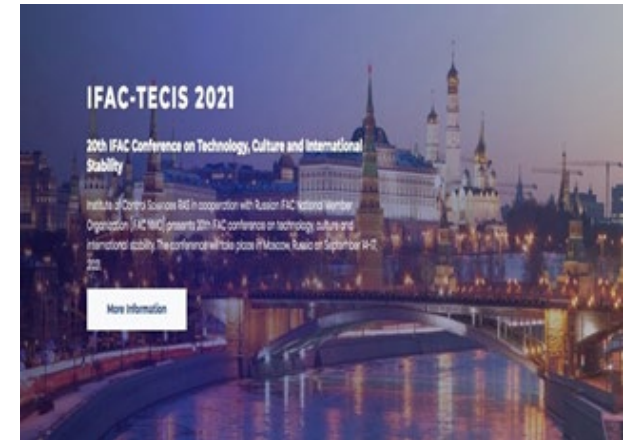 IFAC-TECIS 2021
20th IFAC Conference on Technology, Culture and International
Stability
Institute of Control Sciences RAS in cooperation with Russian IFAC National Member
Organization (IFAC NMO) presents 20th IFAC conference on technology, culture and
international stability. The conference will take place in Moscow, Russia on September 14-17,
2021.
More Information